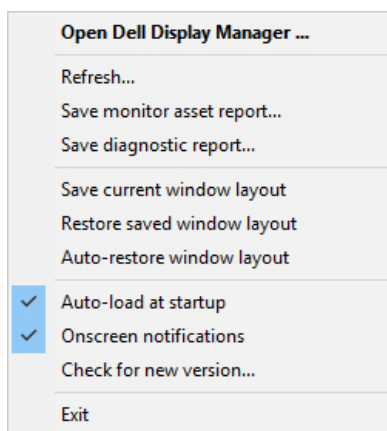 Open Dell Display Manager ...
Refresh...
Save monitor asset report...
Save diagnostic report...
Save current window layout
Restore saved window layout
Auto-restore window layout
Auto-load at startup
Onscreen notifications
Check for new version...
Exit